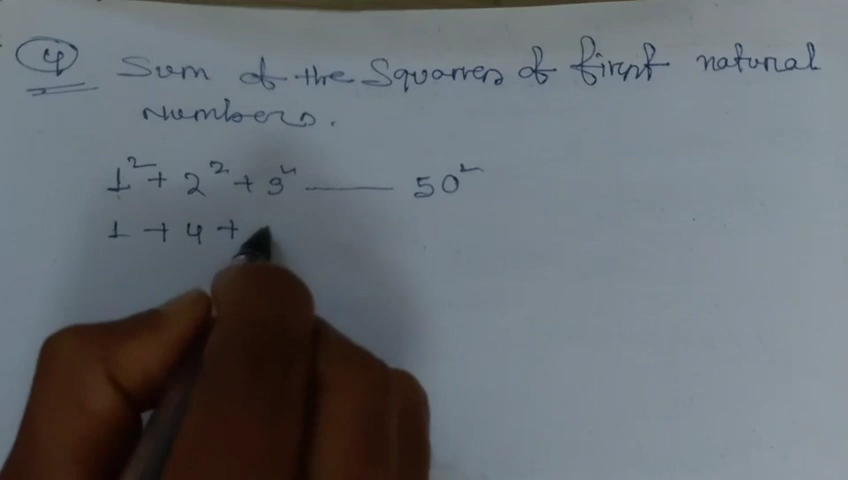 4 Sum of the Squares of first natural
Numbers.
1² + 2² + 3² —— 50²
1 + 4 +